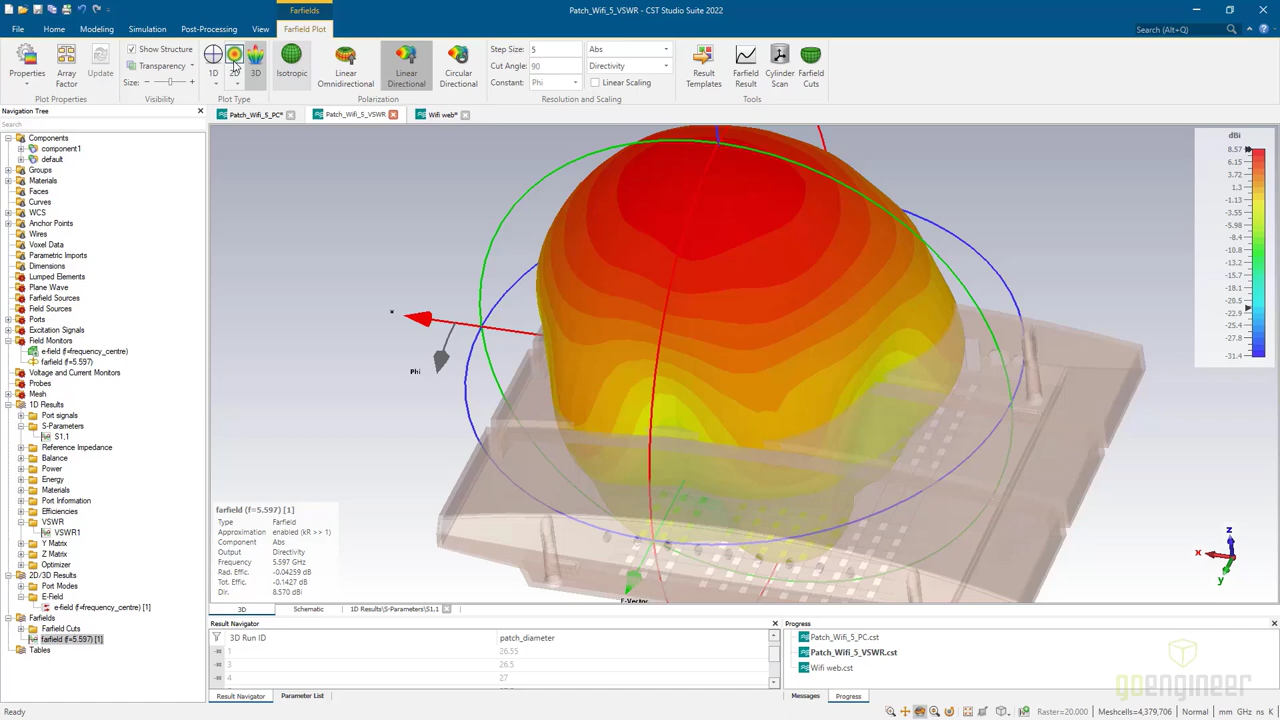 Farfields
Patch_Wifi_5_VSWR - CST Studio Suite 2022
File Home Modeling Simulation Post-Processing View Farfield Plot
Search (Alt+Q)
Properties
Array Factor
Update
Show Structure
Transparency
Size:
1D
2D
3D
Isotropic
Linear Omnidirectional
Linear Directional
Circular Directional
Step Size: 5
Abs
Cut Angle: 90
Directivity
Constant: Phi
Linear Scaling
Result Templates
Farfield Result
Cylinder Scan
Farfield Cuts
Plot Properties
Visibility
Plot Type
Polarization
Resolution and Scaling
Tools
Navigation Tree
Search
Patch_Wifi_5_PC*
Patch_Wifi_5_VSWR
Wifi web*
Components
component1
default
Groups
Materials
Faces
Curves
WCS
Anchor Points
Wires
Voxel Data
Parametric Imports
Dimensions
Lumped Elements
Plane Wave
Farfield Sources
Field Sources
Ports
Excitation Signals
Field Monitors
e-field (f=frequency_centre)
farfield (f=5.597)
Voltage and Current Monitors
Probes
Mesh
1D Results
Port signals
S-Parameters
S1,1
Reference Impedance
Balance
Power
Energy
Materials
Port Information
Efficiencies
VSWR
VSWR1
Y Matrix
Z Matrix
Optimizer
2D/3D Results
Port Modes
E-Field
e-field (f=frequency_centre) [1]
Farfields
Farfield Cuts
farfield (f=5.597) [1]
Tables
dBi
8.57
6.15
3.72
1.3
-1.13
-3.55
-5.98
-8.4
-10.8
-13.2
-15.7
-18.1
-20.5
-22.9
-25.4
-27.8
-31.4
Phi
E-Vector
x
z
y
farfield (f=5.597) [1]
Type Farfield
Approximation enabled (kR >> 1)
Component Abs
Output Directivity
Frequency 5.597 GHz
Rad. Effic. -0.04259 dB
Tot. Effic. -0.1427 dB
Dir. 8.570 dBi
3D
Schematic
1D Results\S-Parameters\S1,1
Result Navigator
3D Run ID patch_diameter
1 26.55
3 26.5
4 27
Result Navigator Parameter List
Progress
Patch_Wifi_5_PC.cst
Patch_Wifi_5_VSWR.cst
Wifi web.cst
Messages Progress
goengineer
Ready
Raster=20.000
Meshcells=4,379,706
Normal
mm GHz ns K